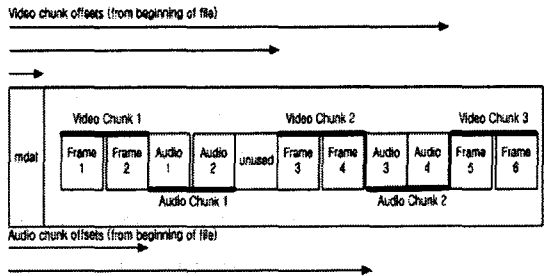 Video chunk offsets (from beginning of file)
Video Chunk 1 Video Chunk 2 Video Chunk 3
mdat Frame 1 Frame 2 Audio 1 Audio 2 unused Frame 3 Frame 4 Audio 3 Audio 4 Frame 5 Frame 6
Audio Chunk 1 Audio Chunk 2
Audio chunk offsets (from beginning of file)